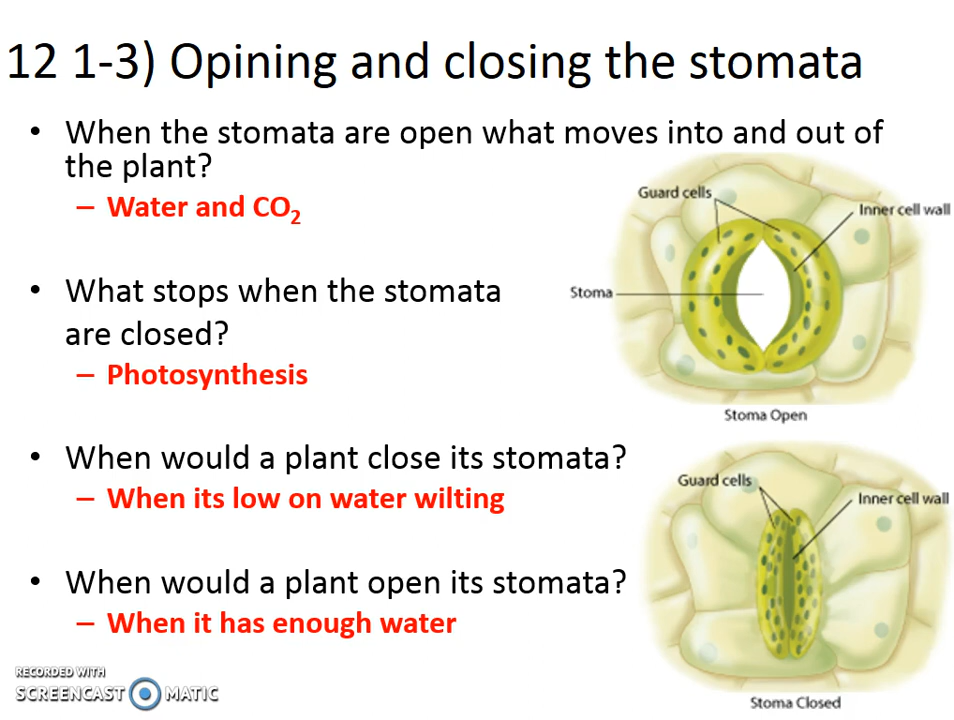 12 1-3) Opining and closing the stomata
• When the stomata are open what moves into and out of
the plant?
– Water and CO₂
• What stops when the stomata
are closed?
– Photosynthesis
• When would a plant close its stomata?
– When its low on water wilting
• When would a plant open its stomata?
– When it has enough water
Guard cells
Inner cell wall
Stoma
Stoma Open
Guard cells
Inner cell wall
Stoma Closed
RECORDED WITH
SCREENCAST MATIC